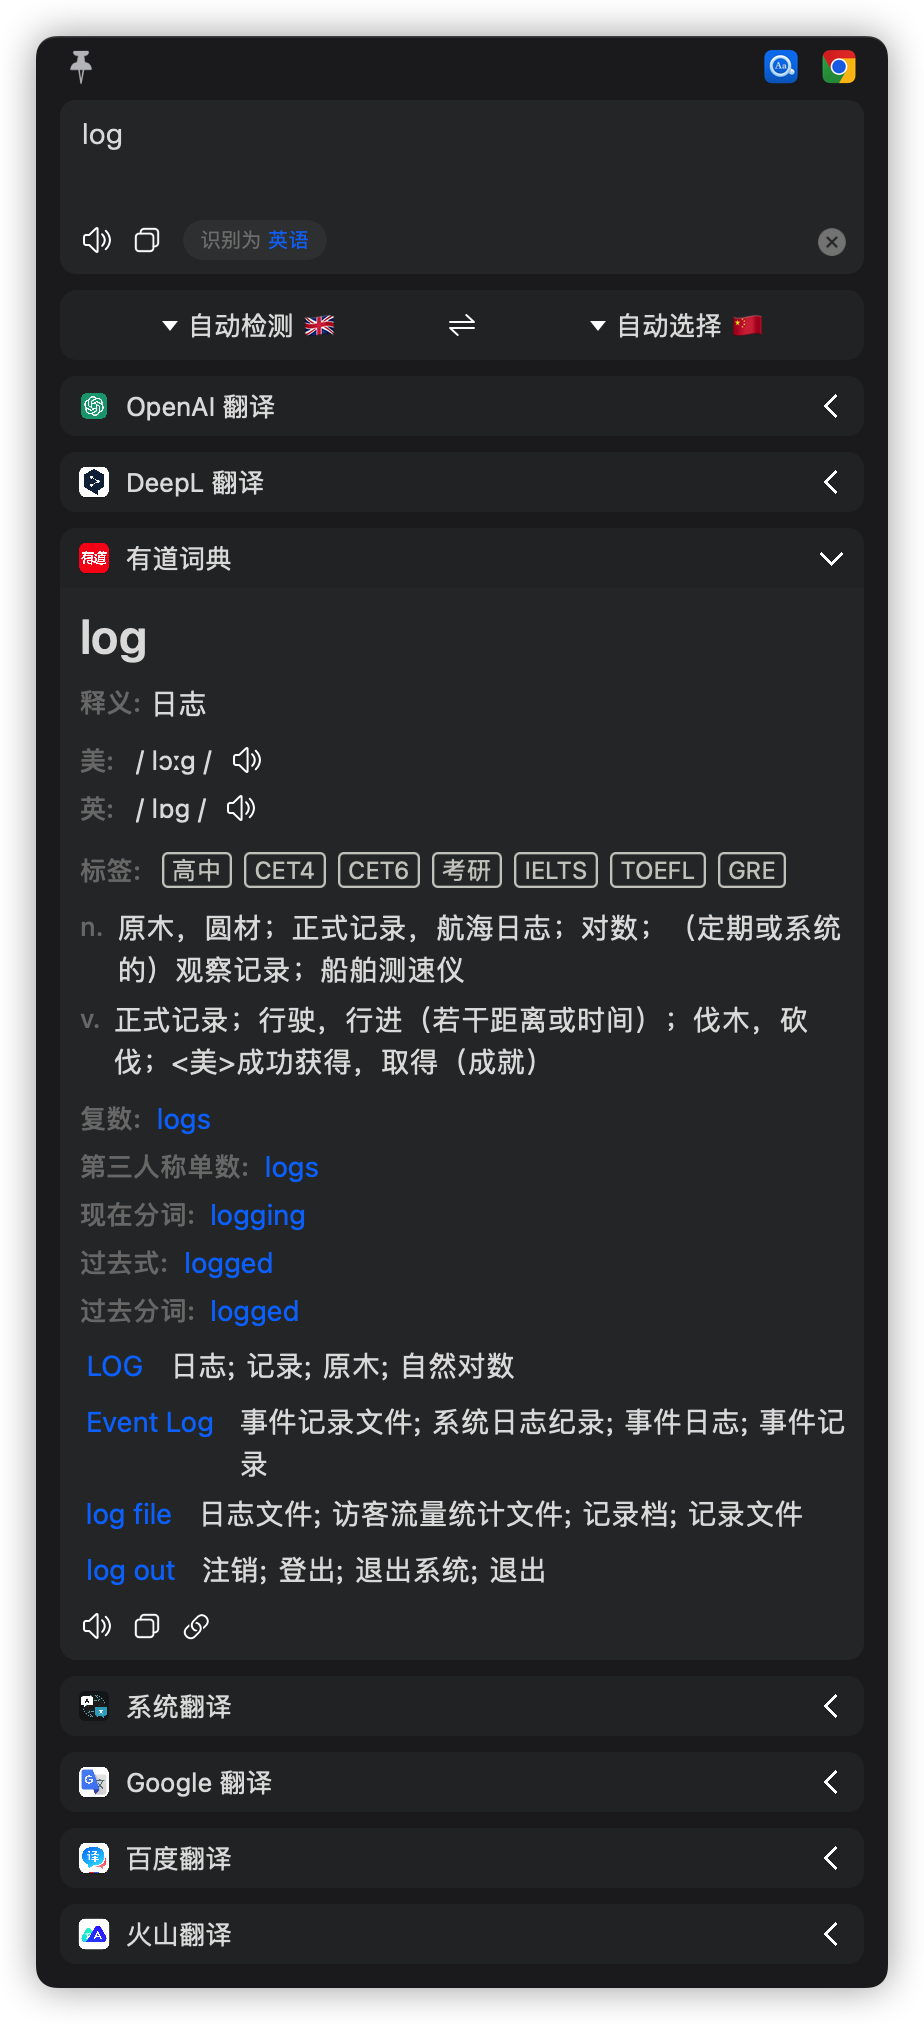 log
识别为 英语
自动检测 🇬🇧 ⇌ 自动选择 🇨🇳
OpenAI 翻译
DeepL 翻译
有道 有道词典
log
释义: 日志
美: / lɔːɡ /
英: / lɒɡ /
标签: 高中 CET4 CET6 考研 IELTS TOEFL GRE
n. 原木，圆材；正式记录，航海日志；对数；（定期或系统
的）观察记录；船舶测速仪
v. 正式记录；行驶，行进（若干距离或时间）；伐木，砍
伐；<美>成功获得，取得（成就）
复数: logs
第三人称单数: logs
现在分词: logging
过去式: logged
过去分词: logged
LOG 日志; 记录; 原木; 自然对数
Event Log 事件记录文件; 系统日志纪录; 事件日志; 事件记
录
log file 日志文件; 访客流量统计文件; 记录档; 记录文件
log out 注销; 登出; 退出系统; 退出
系统翻译
Google 翻译
译 百度翻译
火山翻译